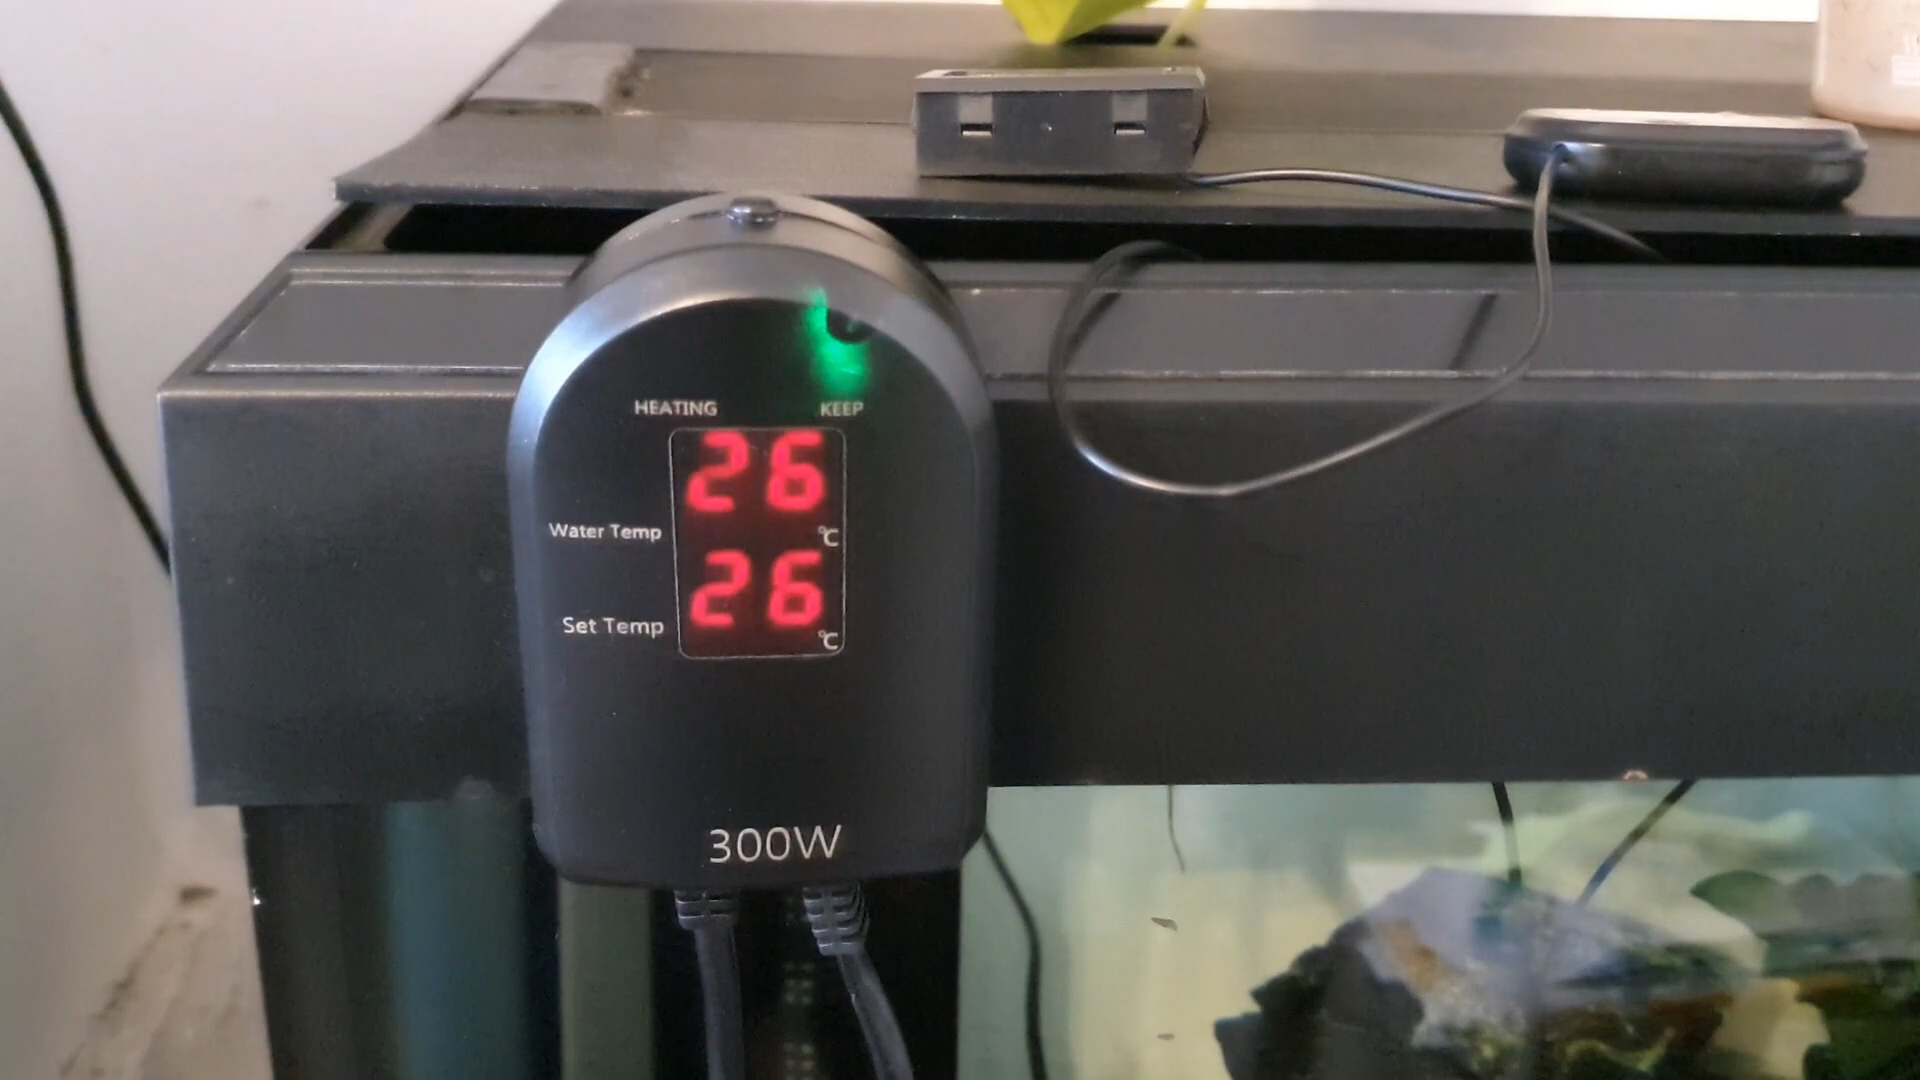 HEATING KEEP
26
Water Temp °C
26
Set Temp °C
300W